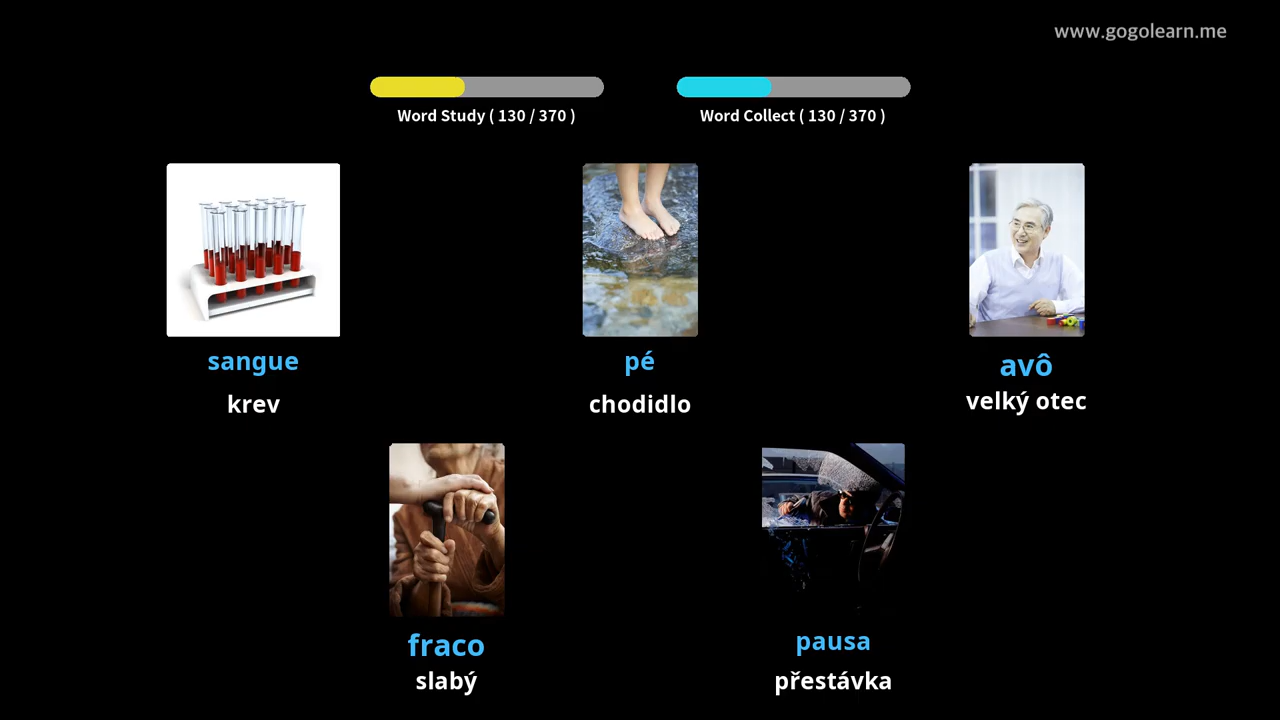 www.gogolearn.me
Word Study ( 130 / 370 )
Word Collect ( 130 / 370 )
sangue
krev
pé
chodidlo
avô
velký otec
fraco
slabý
pausa
přestávka